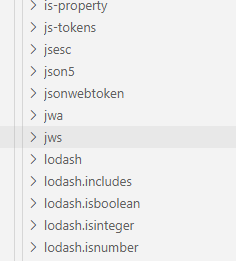 is-property
js-tokens
jsesc
json5
jsonwebtoken
jwa
jws
lodash
lodash.includes
lodash.isboolean
lodash.isinteger
lodash.isnumber